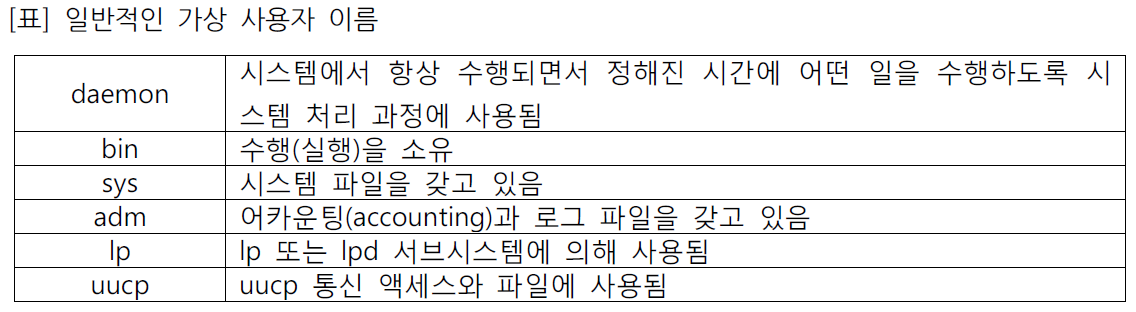 [표] 일반적인 가상 사용자 이름
daemon
시스템에서 항상 수행되면서 정해진 시간에 어떤 일을 수행하도록 시
스템 처리 과정에 사용됨
bin
수행(실행)을 소유
sys
시스템 파일을 갖고 있음
adm
어카운팅(accounting)과 로그 파일을 갖고 있음
lp
lp 또는 lpd 서브시스템에 의해 사용됨
uucp
uucp 통신 액세스와 파일에 사용됨